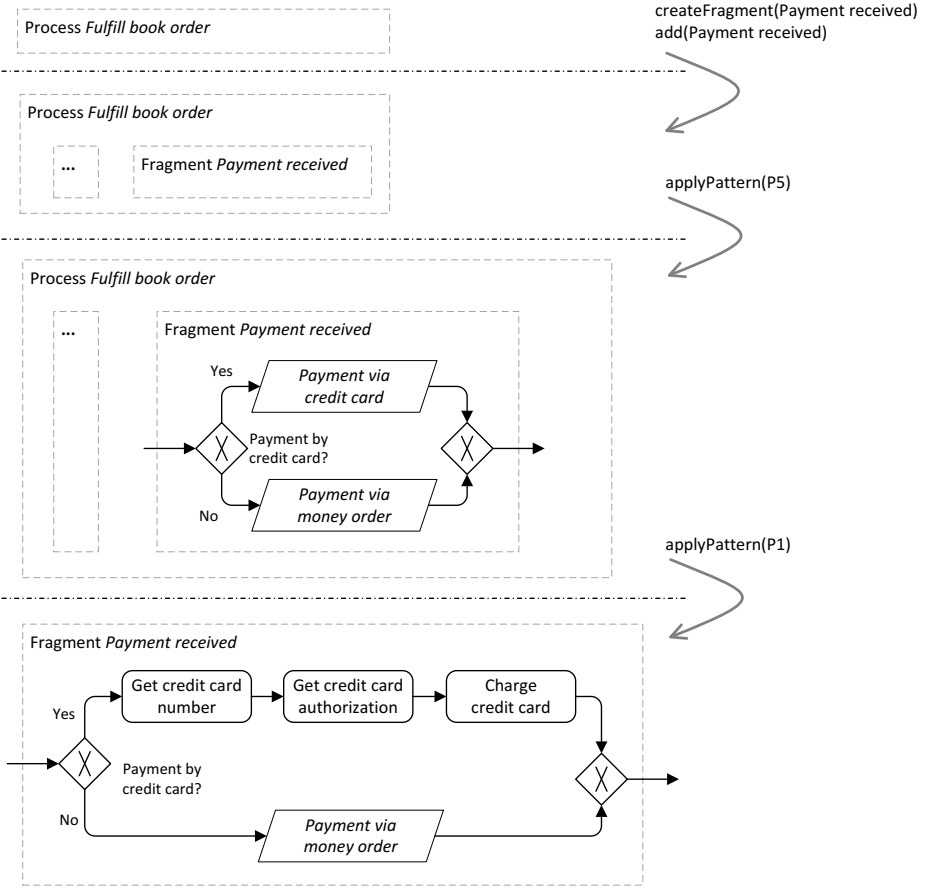 Process Fulfill book order
createFragment(Payment received)
add(Payment received)
Process Fulfill book order
...
Fragment Payment received
applyPattern(P5)
Process Fulfill book order
...
Fragment Payment received
Yes
Payment via
credit card
X
Payment by
credit card?
X
No
Payment via
money order
applyPattern(P1)
Fragment Payment received
Yes
Get credit card
number
Get credit card
authorization
Charge
credit card
X
Payment by
credit card?
X
No
Payment via
money order